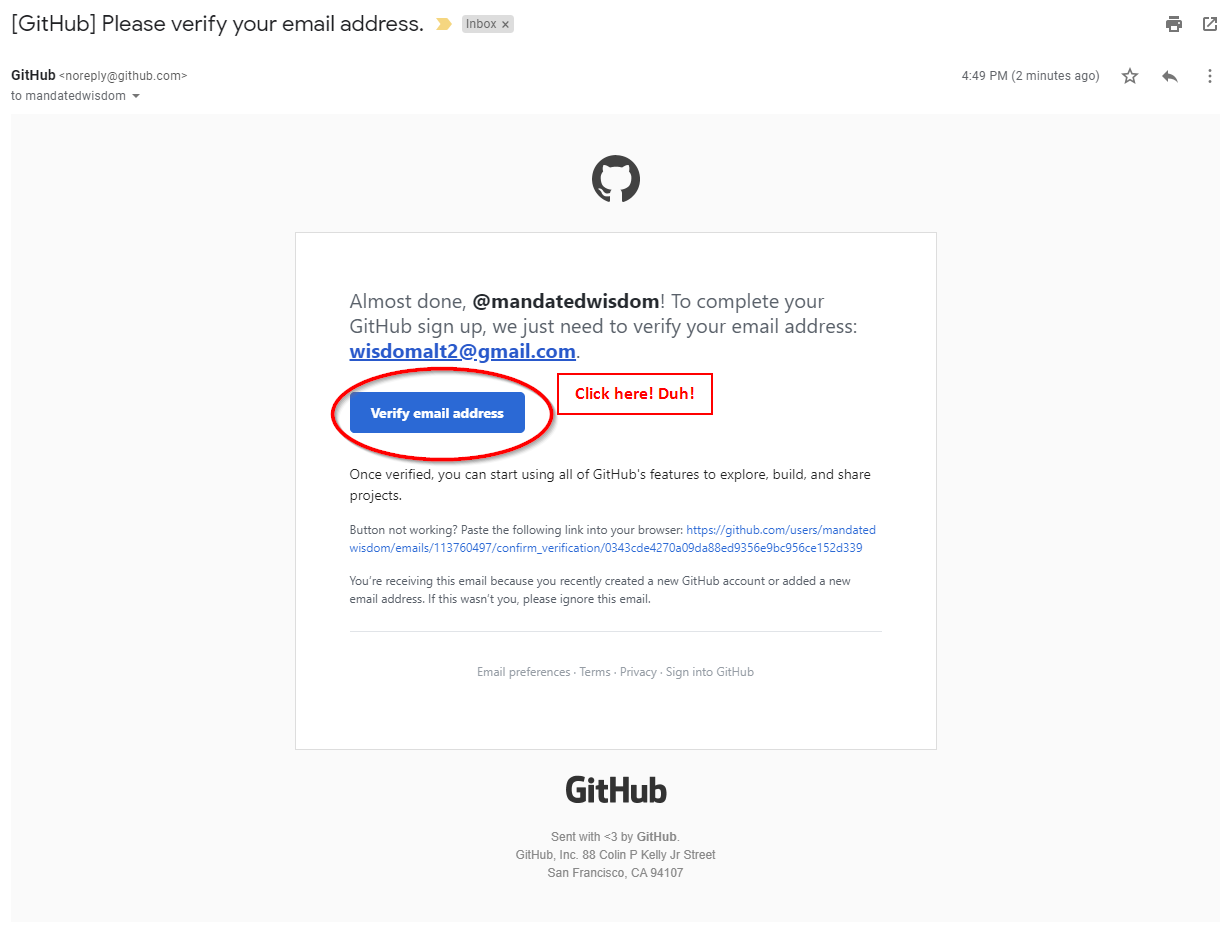 [GitHub] Please verify your email address. Inbox ×
GitHub <noreply@github.com> 4:49 PM (2 minutes ago)
to mandatedwisdom
Almost done, @mandatedwisdom! To complete your
GitHub sign up, we just need to verify your email address:
wisdomalt2@gmail.com.
Click here! Duh!
Verify email address
Once verified, you can start using all of GitHub's features to explore, build, and share
projects.
Button not working? Paste the following link into your browser: https://github.com/users/mandated
wisdom/emails/113760497/confirm_verification/0343cde4270a09da88ed9356e9bc956ce152d339
You’re receiving this email because you recently created a new GitHub account or added a new
email address. If this wasn’t you, please ignore this email.
Email preferences · Terms · Privacy · Sign into GitHub
GitHub
Sent with <3 by GitHub.
GitHub, Inc. 88 Colin P Kelly Jr Street
San Francisco, CA 94107